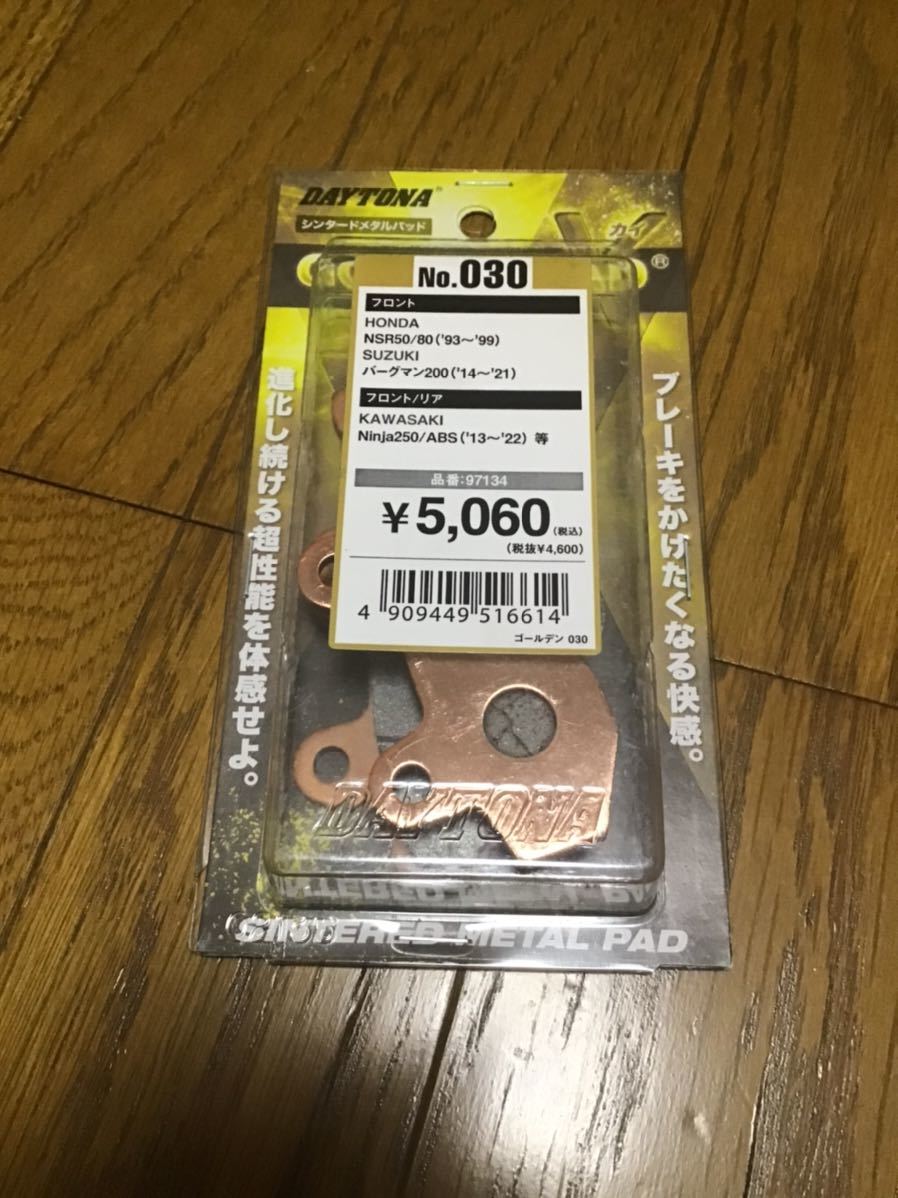 DAYTONA®
シンタードメタルパッド
カイ
®
No.030
フロント
HONDA
NSR50/80('93〜'99)
SUZUKI
バーグマン200('14〜'21)
フロント/リア
KAWASAKI
Ninja250/ABS('13〜'22) 等
品番:97134
¥5,060(税込)
(税抜¥4,600)
4 909449 516614
ゴールデン 030
ブレーキをかけたくなる快感。
進化し続ける超性能を体感せよ。
DAYTONA
SINTERED METAL PAD